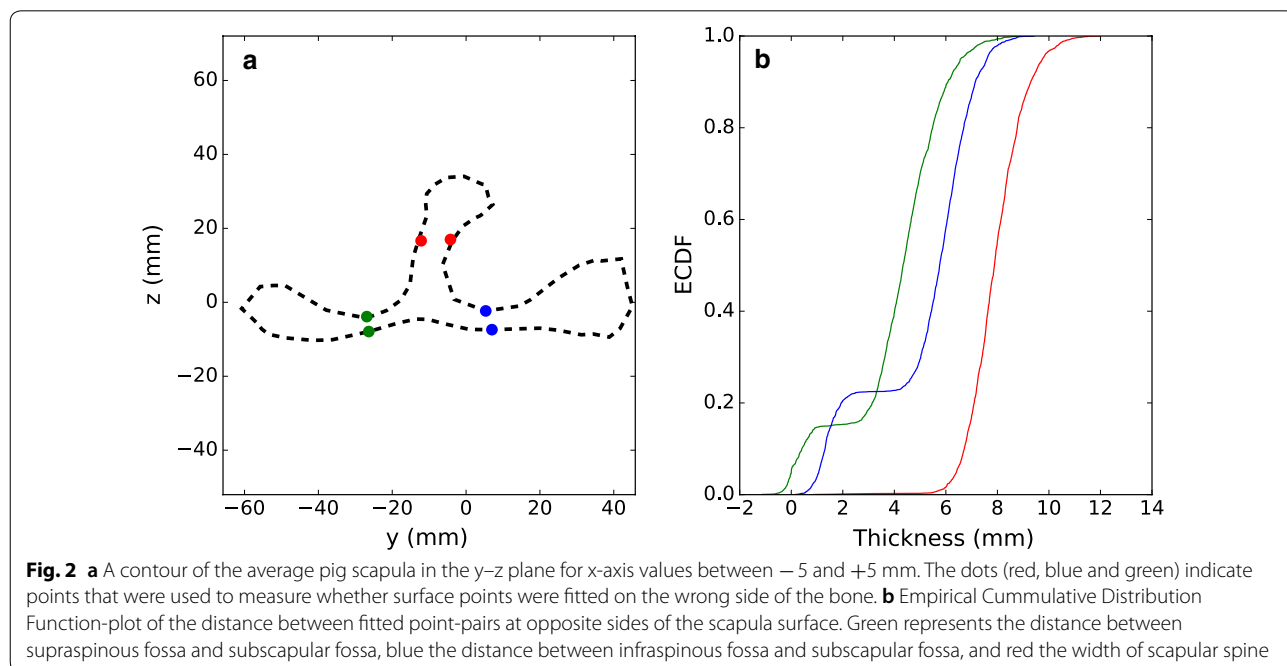 a
60
40
20
0
−20
−40
z (mm)
−60 −40 −20 0 20 40
y (mm)
b
1.0
0.8
0.6
0.4
0.2
0.0
ECDF
−2 0 2 4 6 8 10 12 14
Thickness (mm)
Fig. 2 a A contour of the average pig scapula in the y–z plane for x-axis values between − 5 and +5 mm. The dots (red, blue and green) indicate
points that were used to measure whether surface points were fitted on the wrong side of the bone. b Empirical Cummulative Distribution
Function-plot of the distance between fitted point-pairs at opposite sides of the scapula surface. Green represents the distance between
supraspinous fossa and subscapular fossa, blue the distance between infraspinous fossa and subscapular fossa, and red the width of scapular spine